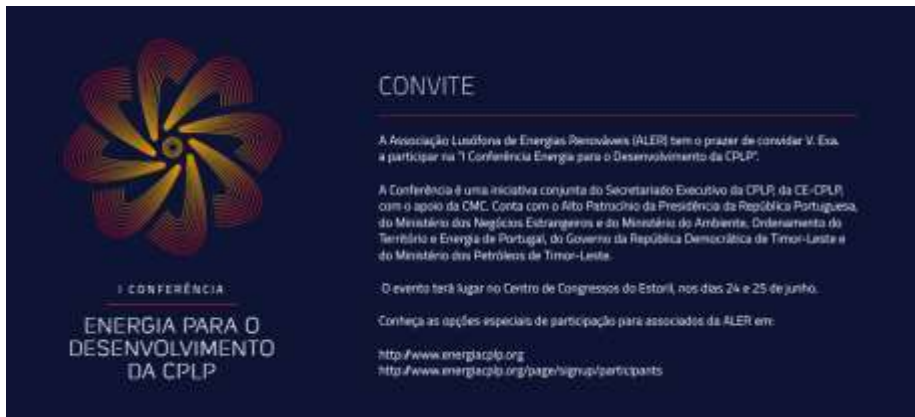 I CONFERÊNCIA
ENERGIA PARA O
DESENVOLVIMENTO
DA CPLP
CONVITE
A Associação Lusófona de Energias Renováveis (ALER) tem o prazer de convidar V. Exa.
a participar na "I Conferência Energia para o Desenvolvimento da CPLP".
A Conferência é uma iniciativa conjunta do Secretariado Executivo da CPLP, da CE-CPLP,
com o apoio da CMC. Conta com o Alto Patrocínio da Presidência da República Portuguesa,
do Ministério dos Negócios Estrangeiros e do Ministério do Ambiente, Ordenamento do
Território e Energia de Portugal, do Governo da República Democrática de Timor-Leste e
do Ministério dos Petróleos de Timor-Leste.
O evento terá lugar no Centro de Congressos do Estoril, nos dias 24 e 25 de junho.
Conheça as opções especiais de participação para associados da ALER em:
http://www.energiacplp.org
http://www.energiacplp.org/page/signup/participants